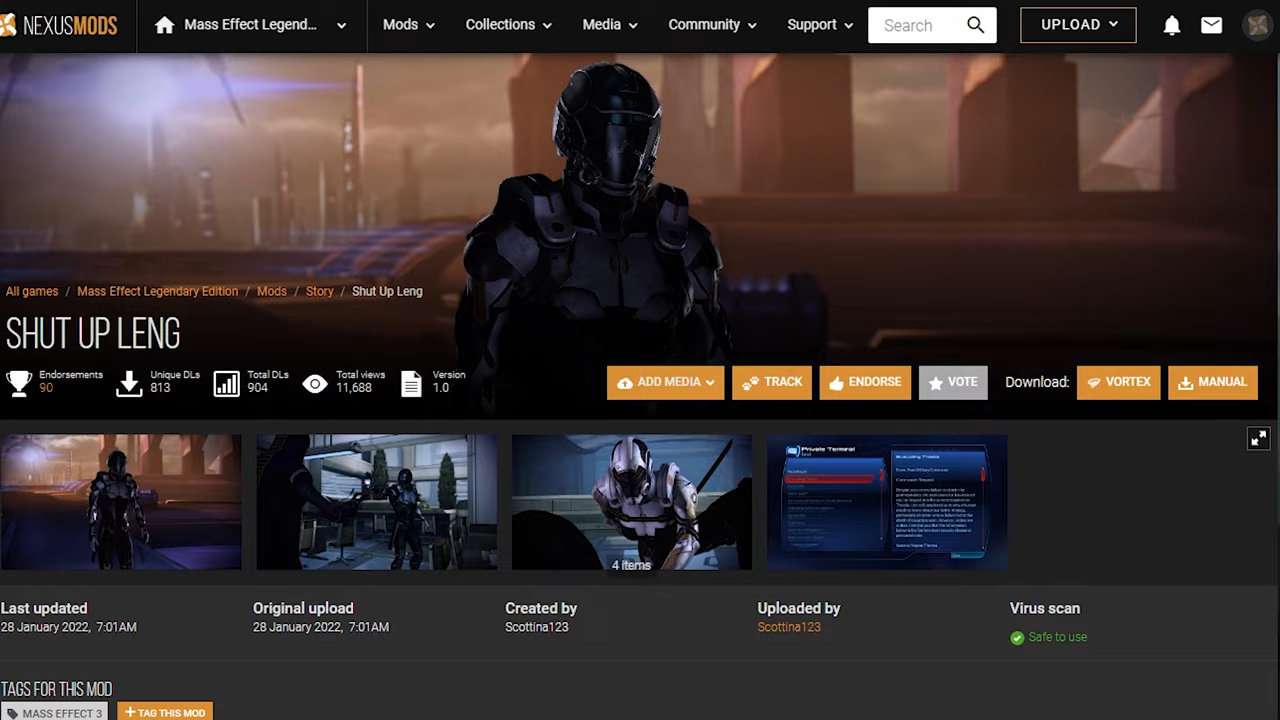 NEXUSMODS
Mass Effect Legend...
Mods
Collections
Media
Community
Support
Search
UPLOAD
All games / Mass Effect Legendary Edition / Mods / Story / Shut Up Leng
SHUT UP LENG
Endorsements
90
Unique DLs
813
Total DLs
904
Total views
11,688
Version
1.0
ADD MEDIA
TRACK
ENDORSE
VOTE
Download:
VORTEX
MANUAL
Private Terminal
4 items
Last updated
28 January 2022, 7:01AM
Original upload
28 January 2022, 7:01AM
Created by
Scottina123
Uploaded by
Scottina123
Virus scan
Safe to use
TAGS FOR THIS MOD
MASS EFFECT 3
+ TAG THIS MOD